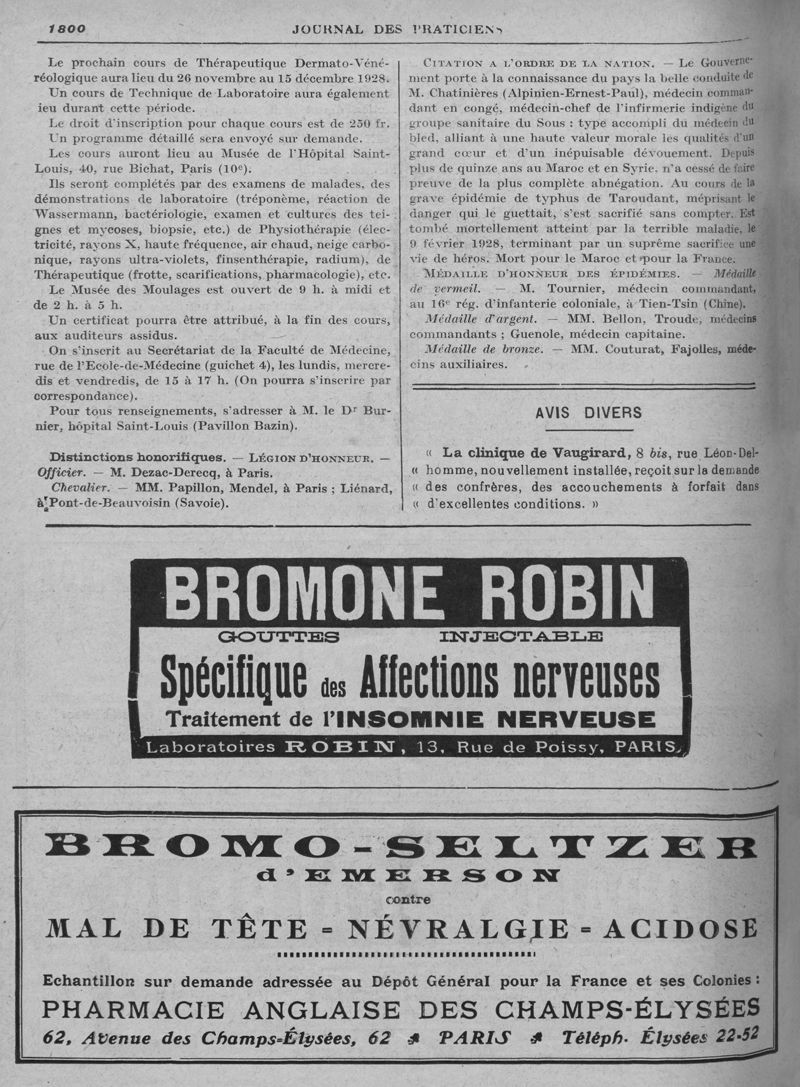 1800
JOURNAL DES PRATICIENS
Le prochain cours de Thérapeutique Dermato-Véné-
réologique aura lieu du 26 novembre au 15 décembre 1928.
Un cours de Technique de Laboratoire aura également
ieu durant cette période.
Le droit d'inscription pour chaque cours est de 250 fr.
Un programme détaillé sera envoyé sur demande.
Les cours auront lieu au Musée de l'Hôpital Saint-
Louis, 40, rue Bichat, Paris (10e).
Ils seront complétés par des examens de malades, des
démonstrations de laboratoire (tréponème, réaction de
Wassermann, bactériologie, examen et cultures des tei-
gnes et mycoses, biopsie, etc.) de Physiothérapie (élec-
tricité, rayons X, haute fréquence, air chaud, neige carbo-
nique, rayons ultra-violets, finsenthérapie, radium), de
Thérapeutique (frotte, scarifications, pharmacologie), etc.
Le Musée des Moulages est ouvert de 9 h. à midi et
de 2 h. à 5 h.
Un certificat pourra être attribué, à la fin des cours,
aux auditeurs assidus.
On s'inscrit au Secrétariat de la Faculté de Médecine,
rue de l'Ecole-de-Médecine (guichet 4), les lundis, mercre-
dis et vendredis, de 15 à 17 h. (On pourra s'inscrire par
correspondance).
Pour tous renseignements, s'adresser à M. le Dr Bur-
nier, hôpital Saint-Louis (Pavillon Bazin).
Distinctions honorifiques. — LÉGION D'HONNEUR. —
Officier. — M. Dezac-Derecq, à Paris.
Chevalier. — MM. Papillon, Mendel, à Paris ; Liénard,
à Pont-de-Beauvoisin (Savoie).
CITATION A L'ORDRE DE LA NATION. — Le Gouverne-
ment porte à la connaissance du pays la belle conduite de
M. Chatinières (Alpinien-Ernest-Paul), médecin comman-
dant en congé, médecin-chef de l'infirmerie indigène du
groupe sanitaire du Sous : type accompli du médecin du
bled, alliant à une haute valeur morale les qualités d'un
grand cœur et d'un inépuisable dévouement. Depuis
plus de quinze ans au Maroc et en Syrie, n'a cessé de faire
preuve de la plus complète abnégation. Au cours de la
grave épidémie de typhus de Taroudant, méprisant le
danger qui le guettait, s'est sacrifié sans compter. Est
tombé mortellement atteint par la terrible maladie, le
9 février 1928, terminant par un suprême sacrifice une
vie de héros. Mort pour le Maroc et pour la France.
MÉDAILLE D'HONNEUR DES ÉPIDÉMIES. — Médaille
de vermeil. — M. Tournier, médecin commandant,
au 16e rég. d'infanterie coloniale, à Tien-Tsin (Chine).
Médaille d'argent. — MM. Bellon, Troude, médecins
commandants ; Guenole, médecin capitaine.
Médaille de bronze. — MM. Couturat, Fajolles, méde-
cins auxiliaires.
AVIS DIVERS
« La clinique de Vaugirard, 8 bis, rue Léon-Del-
« homme, nouvellement installée, reçoit sur la demande
« des confrères, des accouchements à forfait dans
« d'excellentes conditions. »
BROMONE ROBIN
GOUTTES INJECTABLE
Spécifique des Affections nerveuses
Traitement de l'INSOMNIE NERVEUSE
Laboratoires ROBIN, 13, Rue de Poissy, PARIS
BROMO-SELTZER
d'EMERSON
contre
MAL DE TÊTE = NÉVRALGIE = ACIDOSE
Echantillon sur demande adressée au Dépôt Général pour la France et ses Colonies :
PHARMACIE ANGLAISE DES CHAMPS-ÉLYSÉES
62, Avenue des Champs-Élysées, 62 PARIS Téléph. Élysées 22-52